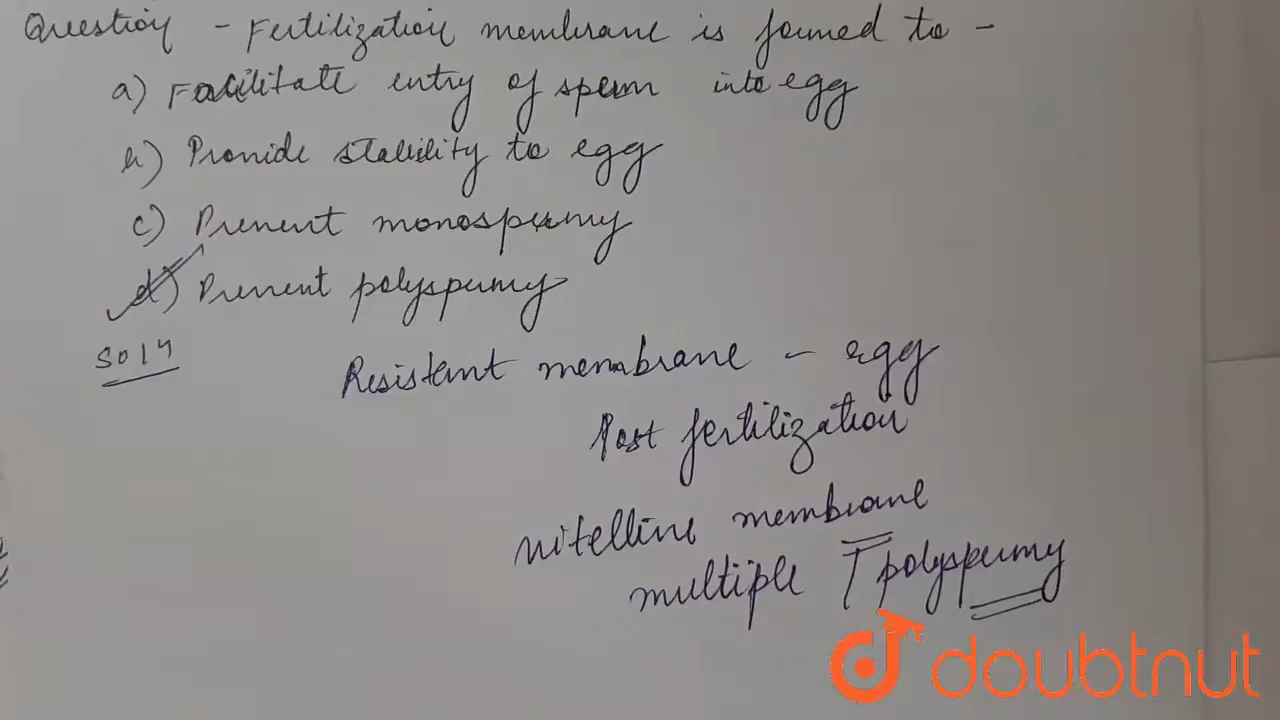 Question - Fertilization membrane is formed to -
a) Facilitate entry of sperm into egg
b) Provide stability to egg
c) Prevent monospermy
d) Prevent polyspermy
Sol^n
Resistant membrane - egg
Post fertilization
vitelline membrane
multiple polyspermy
doubtnut